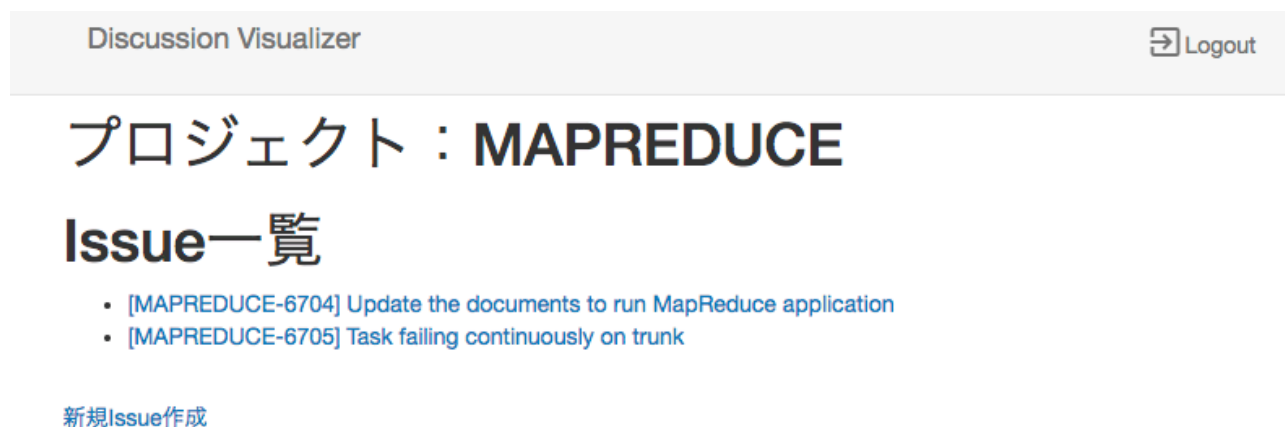 Discussion Visualizer
Logout
プロジェクト：MAPREDUCE
Issue一覧
[MAPREDUCE-6704] Update the documents to run MapReduce application
[MAPREDUCE-6705] Task failing continuously on trunk
新規Issue作成